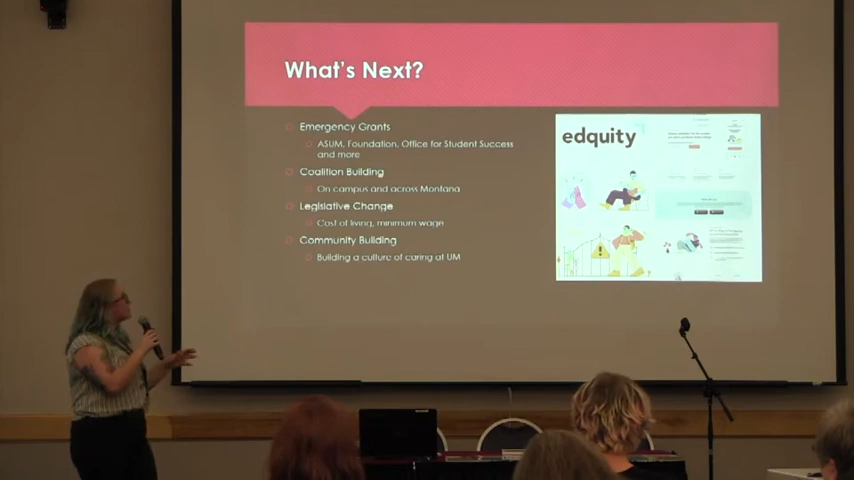 What's Next?
Emergency Grants
ASUM, Foundation, Office for Student Success
and more
Coalition Building
On campus and across Montana
Legislative Change
Cost of living, minimum wage
Community Building
Building a culture of caring at UM
edquity